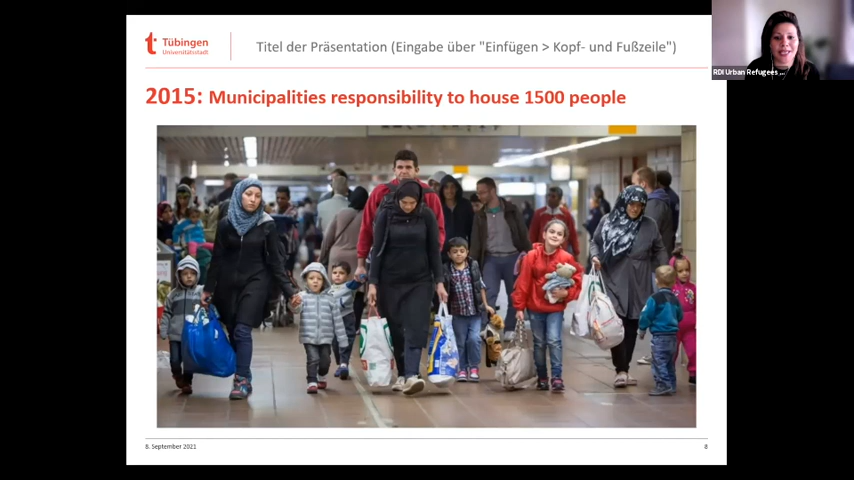 Tübingen
Universitätsstadt
Titel der Präsentation (Eingabe über "Einfügen > Kopf- und Fußzeile")
RDI Urban Refugees ...
2015: Municipalities responsibility to house 1500 people
8. September 2021
8